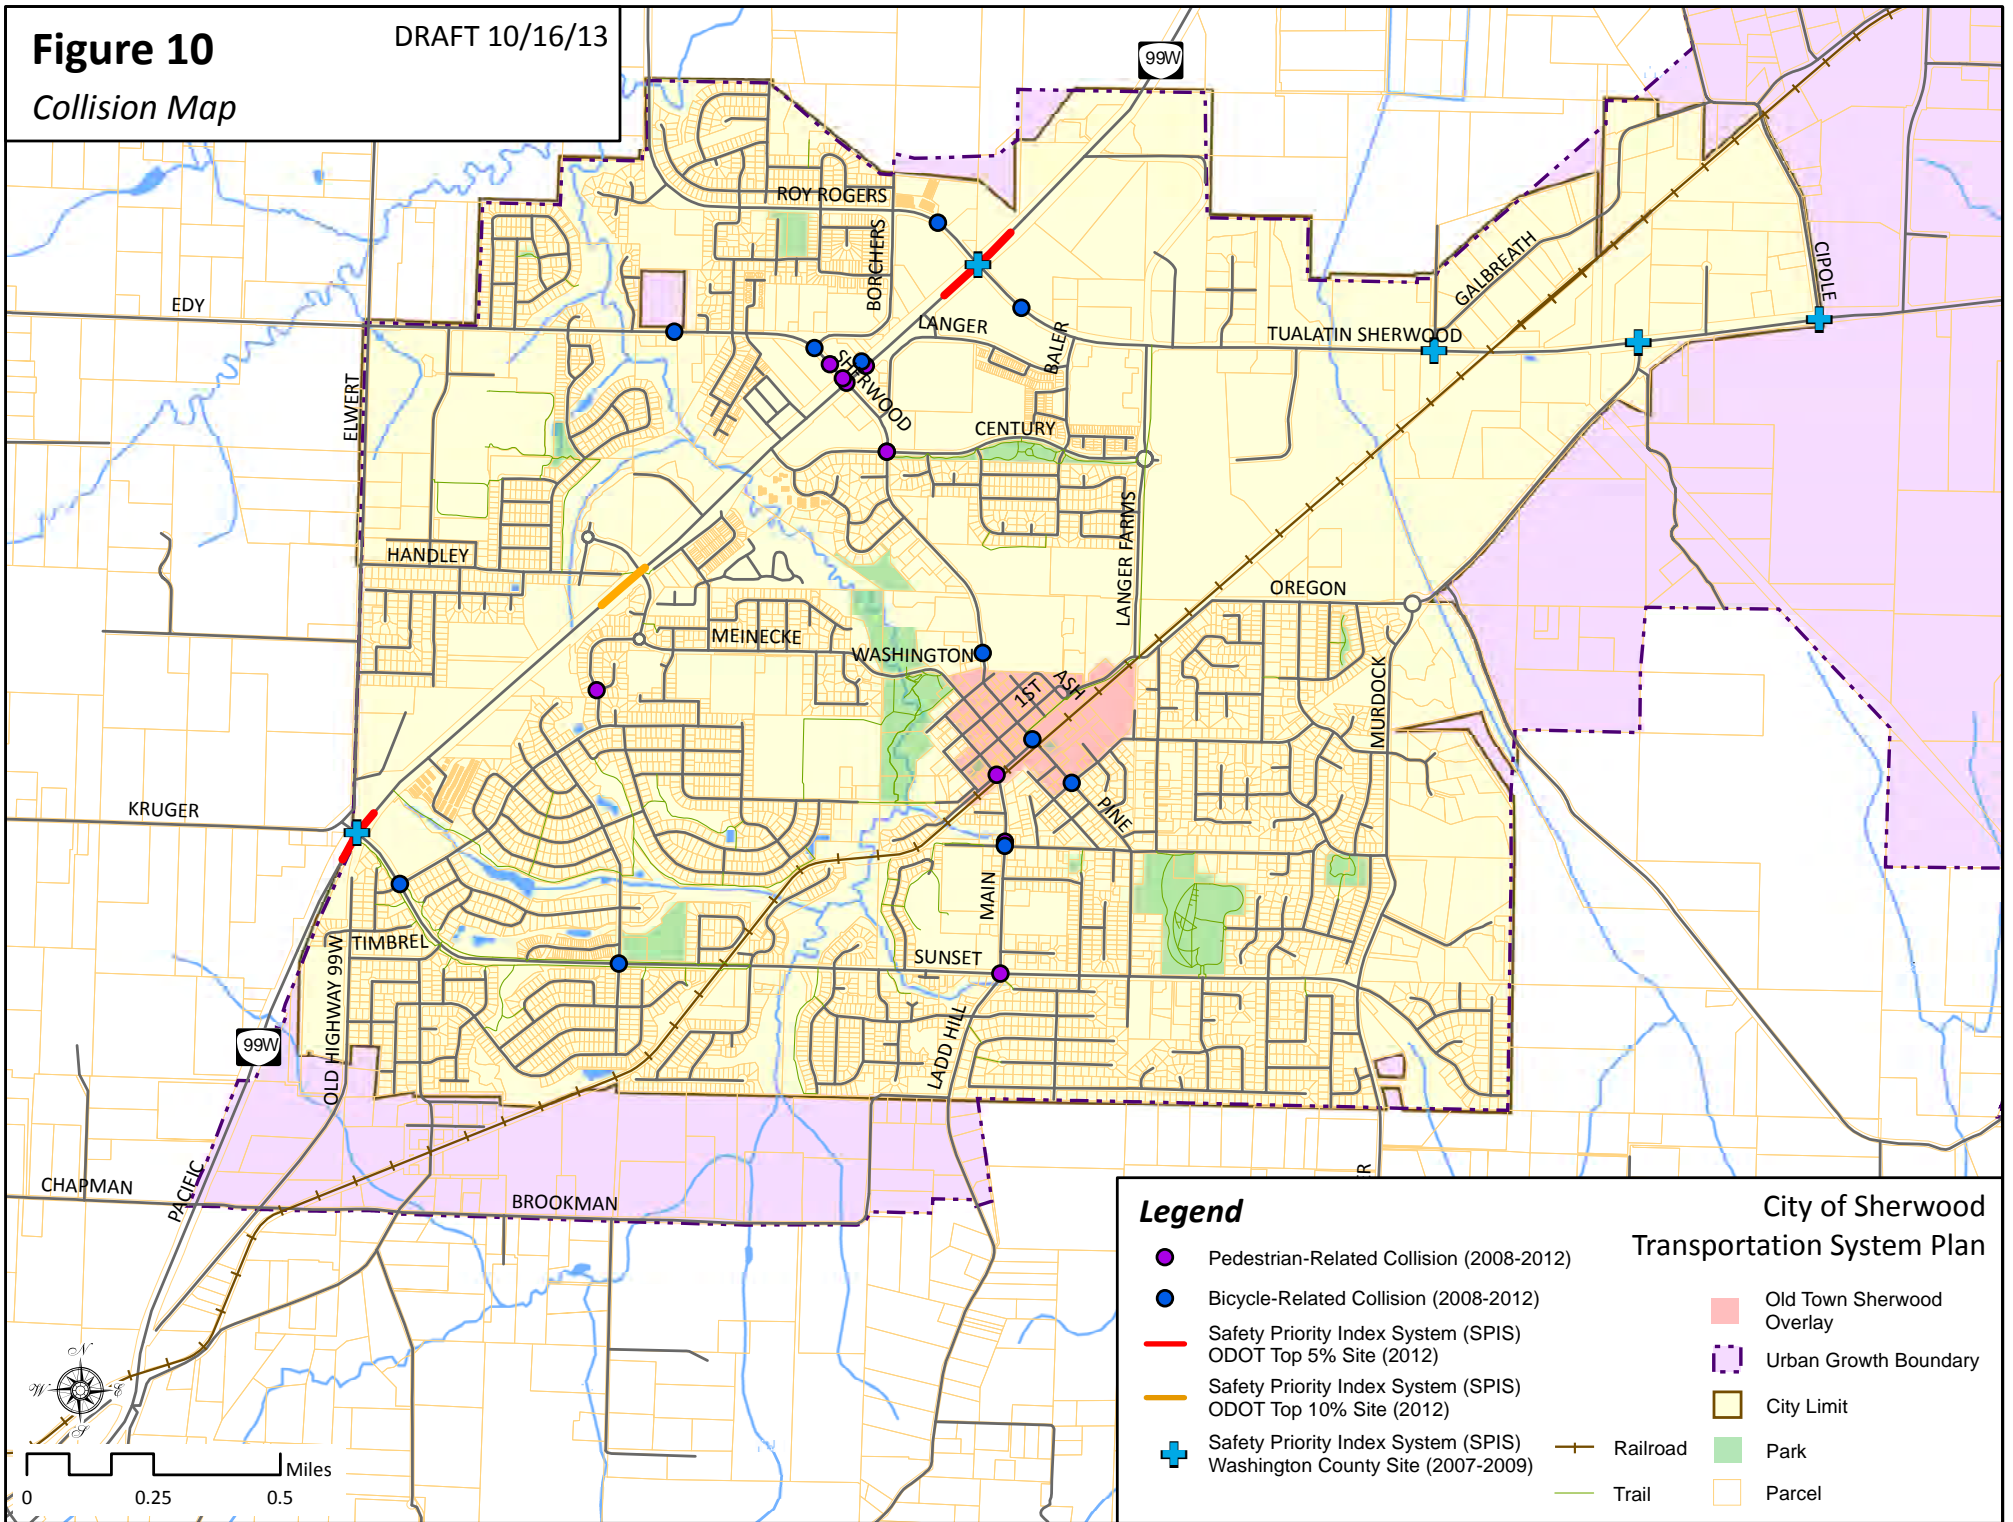 Figure 10
DRAFT 10/16/13
Collision Map
99W
ROY ROGERS
BORCHERS
EDY
LANGER
BALER
TUALATIN SHERWOOD
GALBREATH
CIPOLE
ELWERT
SHERWOOD
CENTURY
HANDLEY
LANGER FARMS
OREGON
MEINECKE
WASHINGTON
1ST
ASH
MURDOCK
KRUGER
PINE
MAIN
TIMBREL
SUNSET
OLD HIGHWAY 99W
99W
LADD HILL
CHAPMAN
PACIFIC
BROOKMAN
ER
Legend
City of Sherwood
Transportation System Plan
Pedestrian-Related Collision (2008-2012)
Bicycle-Related Collision (2008-2012)
Safety Priority Index System (SPIS)
ODOT Top 5% Site (2012)
Safety Priority Index System (SPIS)
ODOT Top 10% Site (2012)
Safety Priority Index System (SPIS)
Washington County Site (2007-2009)
Railroad
Trail
Old Town Sherwood
Overlay
Urban Growth Boundary
City Limit
Park
Parcel
N
W
E
S
Miles
0 0.25 0.5